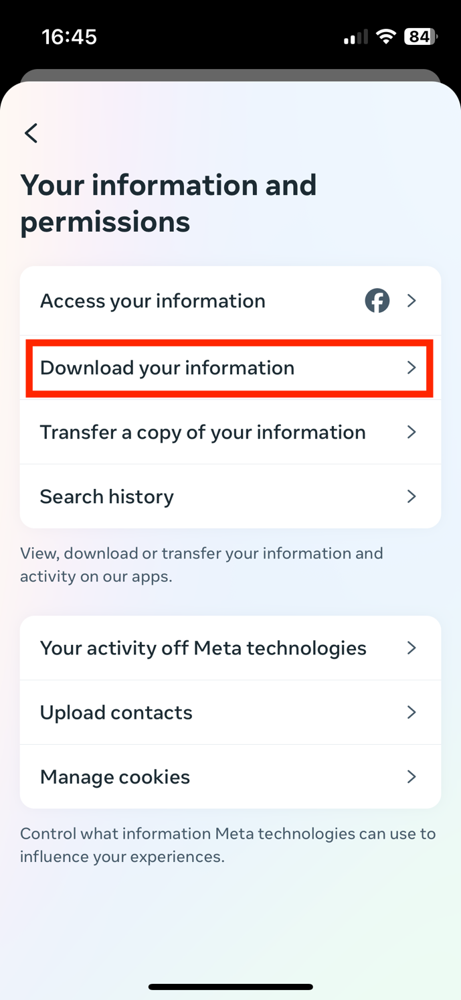 16:45
84
Your information and
permissions
Access your information
Download your information
Transfer a copy of your information
Search history
View, download or transfer your information and
activity on our apps.
Your activity off Meta technologies
Upload contacts
Manage cookies
Control what information Meta technologies can use to
influence your experiences.